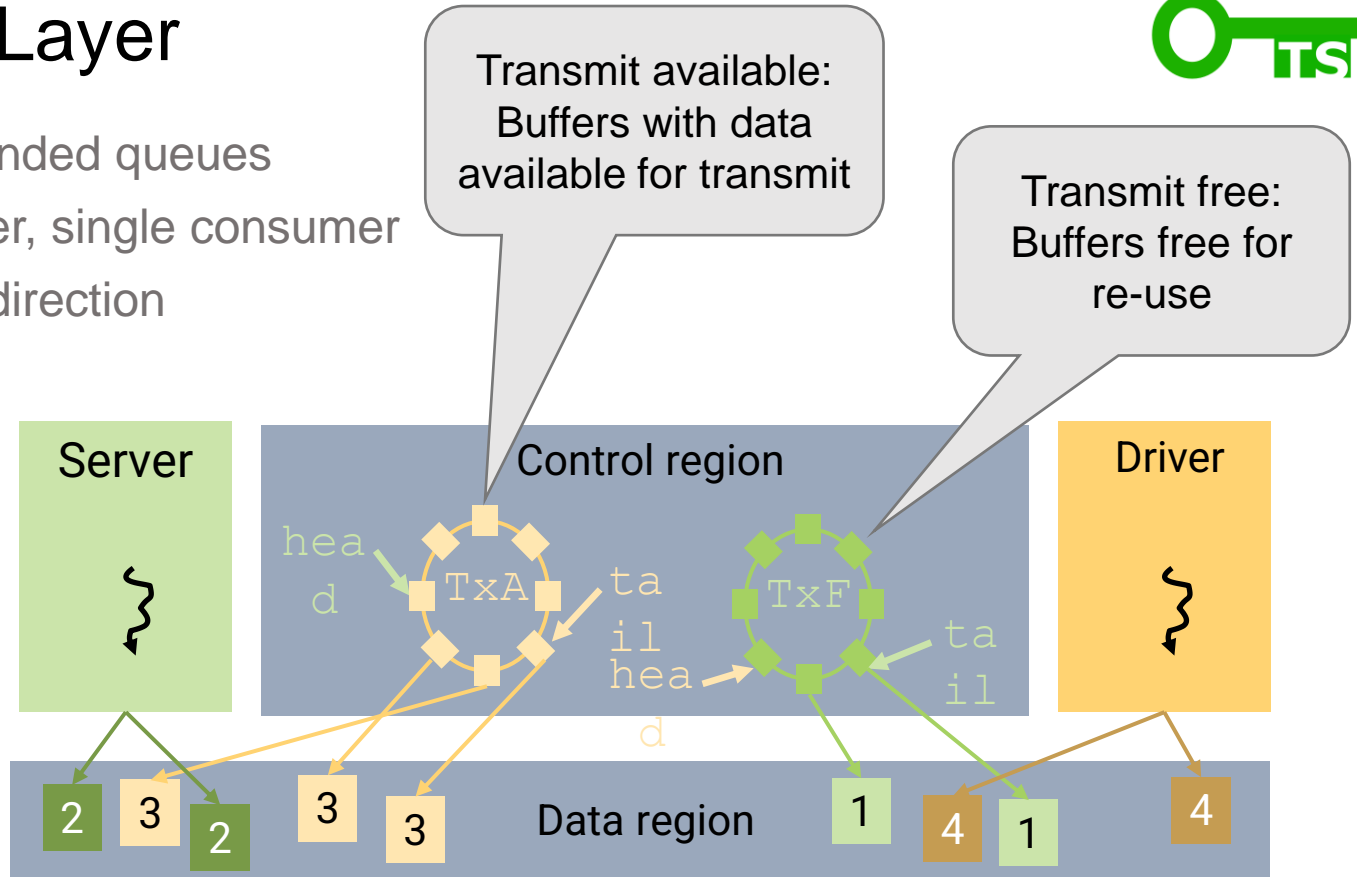 Layer
TS
Transmit available:
Buffers with data
available for transmit
nded queues
er, single consumer
direction
Transmit free:
Buffers free for
re-use
Server
Control region
Driver
hea
d
TxA
ta
il
hea
d
TxF
ta
il
2
3
2
3
3
Data region
1
4
1
4